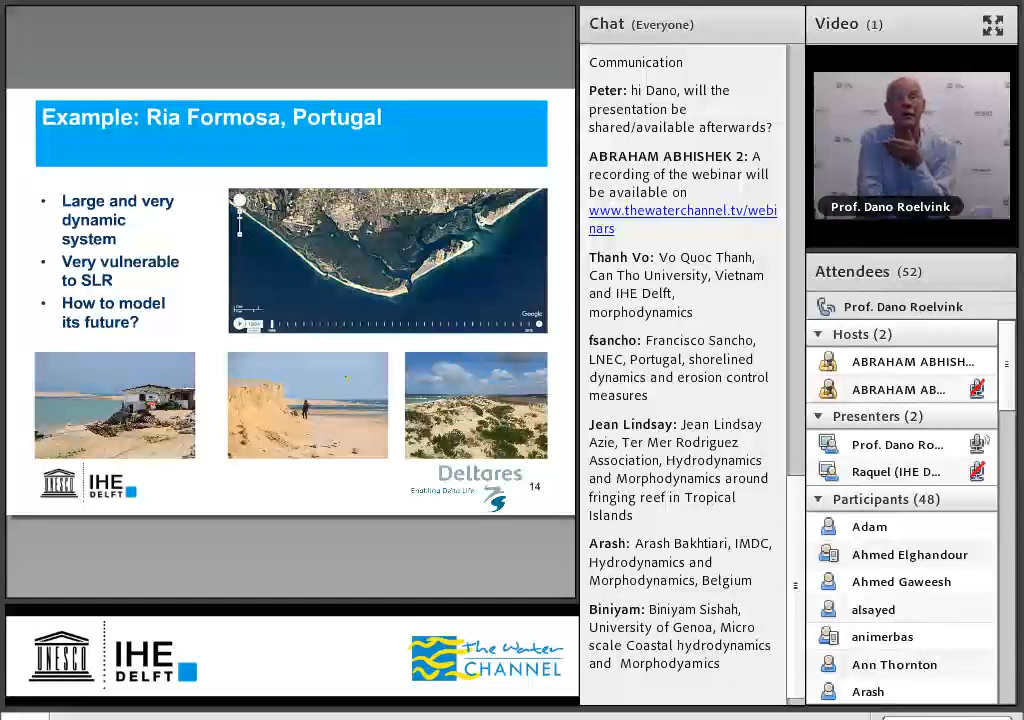 Example: Ria Formosa, Portugal
• Large and very
dynamic
system
• Very vulnerable
to SLR
• How to model
its future?
Google
UNESCO
IHE
DELFT
Deltares
Enabling Delta Life
14
UNESCO
IHE
DELFT
the Water
CHANNEL
Chat (Everyone)
Communication
Peter: hi Dano, will the
presentation be
shared/available afterwards?
ABRAHAM ABHISHEK 2: A
recording of the webinar will
be available on
www.thewaterchannel.tv/webi
nars
Thanh Vo: Vo Quoc Thanh,
Can Tho University, Vietnam
and IHE Delft,
morphodynamics
fsancho: Francisco Sancho,
LNEC, Portugal, shorelined
dynamics and erosion control
measures
Jean Lindsay: Jean Lindsay
Azie, Ter Mer Rodriguez
Association, Hydrodynamics
and Morphodynamics around
fringing reef in Tropical
Islands
Arash: Arash Bakhtiari, IMDC,
Hydrodynamics and
Morphodynamics, Belgium
Biniyam: Biniyam Sishah,
University of Genoa, Micro
scale Coastal hydrodynamics
and Morphodyamics
Video (1)
Prof. Dano Roelvink
Attendees (52)
Prof. Dano Roelvink
Hosts (2)
ABRAHAM ABHISH...
ABRAHAM AB...
Presenters (2)
Prof. Dano Ro...
Raquel (IHE D...
Participants (48)
Adam
Ahmed Elghandour
Ahmed Gaweesh
alsayed
animerbas
Ann Thornton
Arash